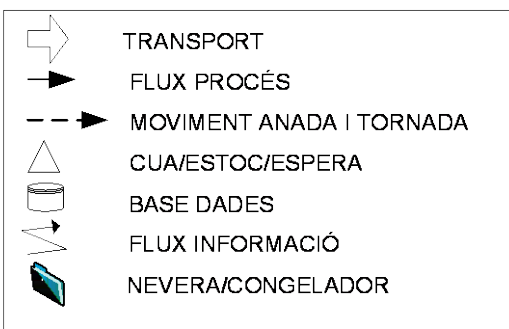 TRANSPORT
FLUX PROCÉS
MOVIMENT ANADA I TORNADA
CUA/ESTOC/ESPERA
BASE DADES
FLUX INFORMACIÓ
NEVERA/CONGELADOR